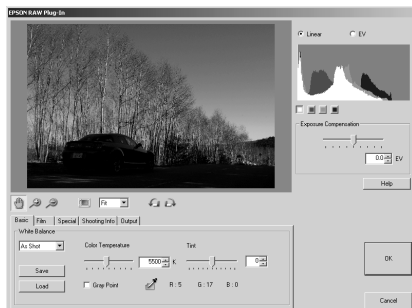 EPSON RAW Plug-In
Linear
EV
Exposure Compensation
0.0 EV
Help
Fit
Basic Film Special Shooting Info Output
White Balance
As Shot
Color Temperature
Tint
5500 K
0
Save
Load
Gray Point
R : 5 G : 17 B : 0
OK
Cancel